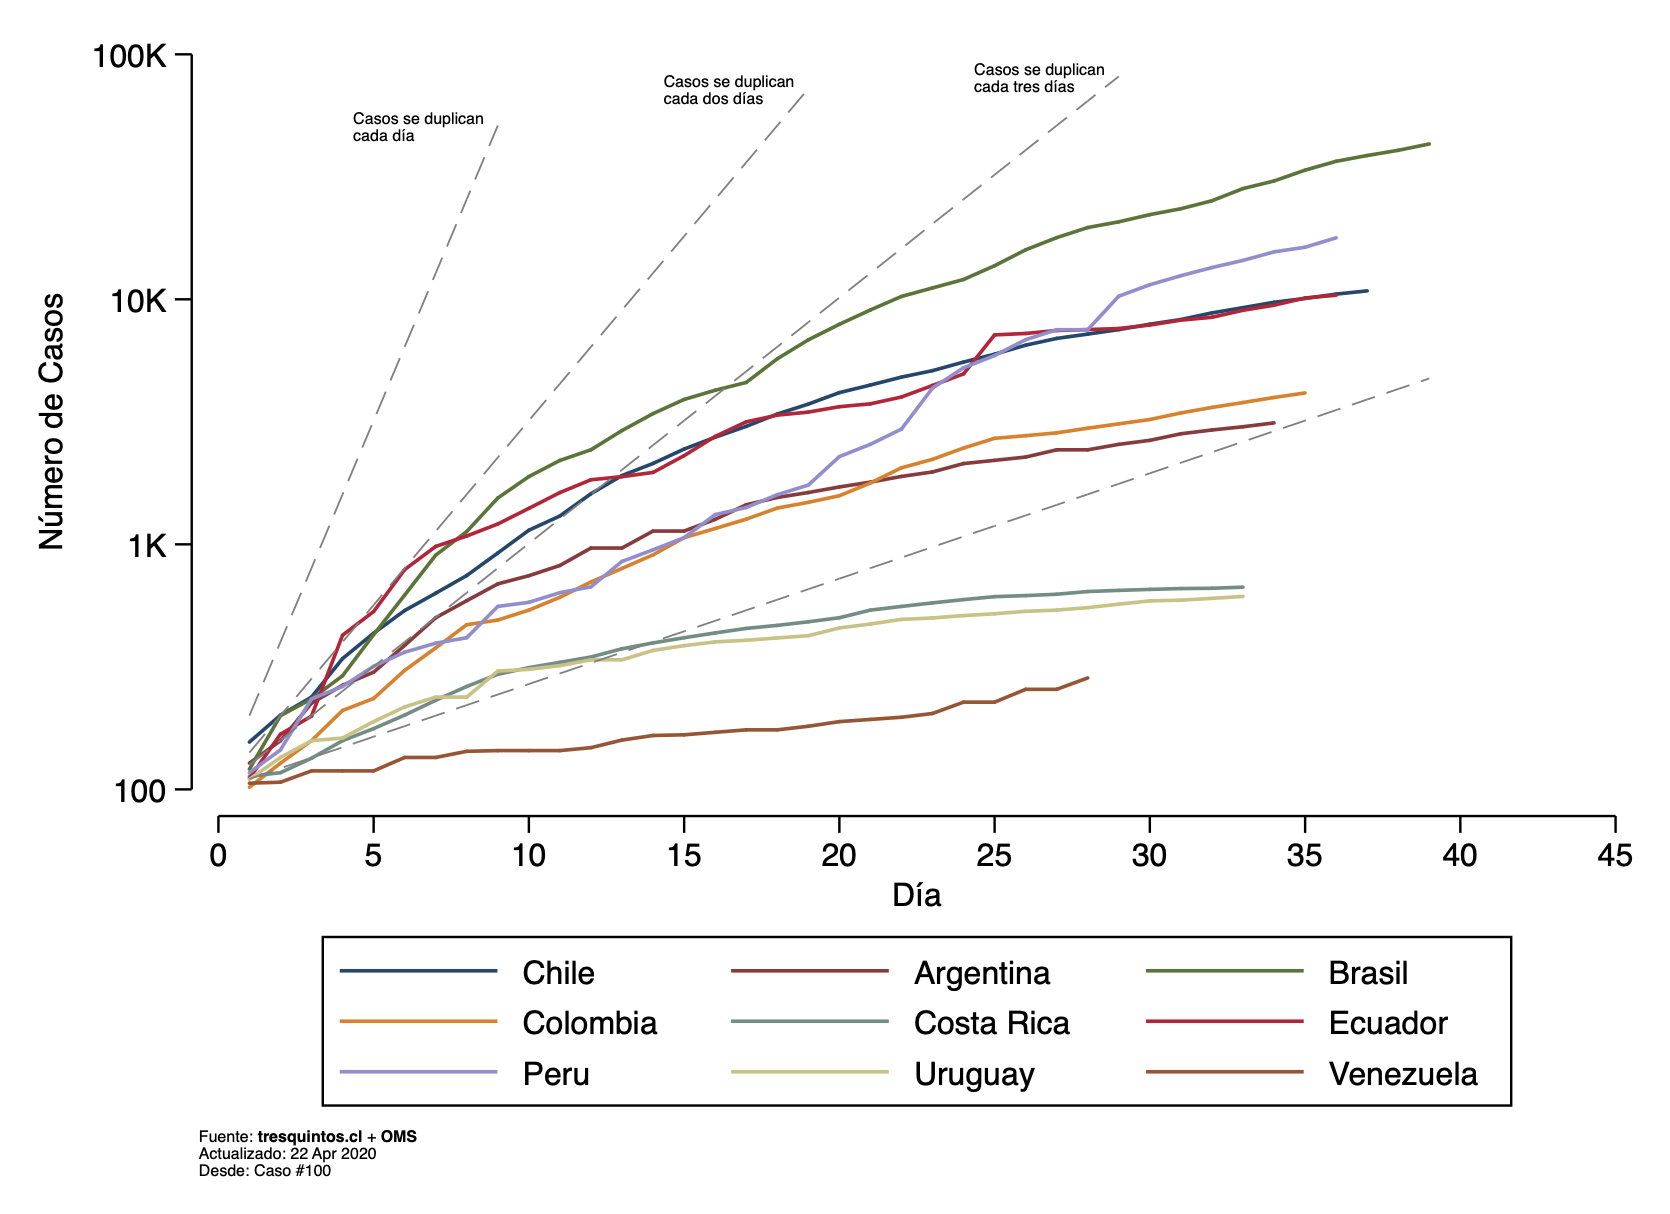 100K
10K
1K
100
Número de Casos
Casos se duplican
cada día
Casos se duplican
cada dos días
Casos se duplican
cada tres días
0 5 10 15 20 25 30 35 40 45
Día
Chile Argentina Brasil
Colombia Costa Rica Ecuador
Peru Uruguay Venezuela
Fuente: tresquintos.cl + OMS
Actualizado: 22 Apr 2020
Desde: Caso #100